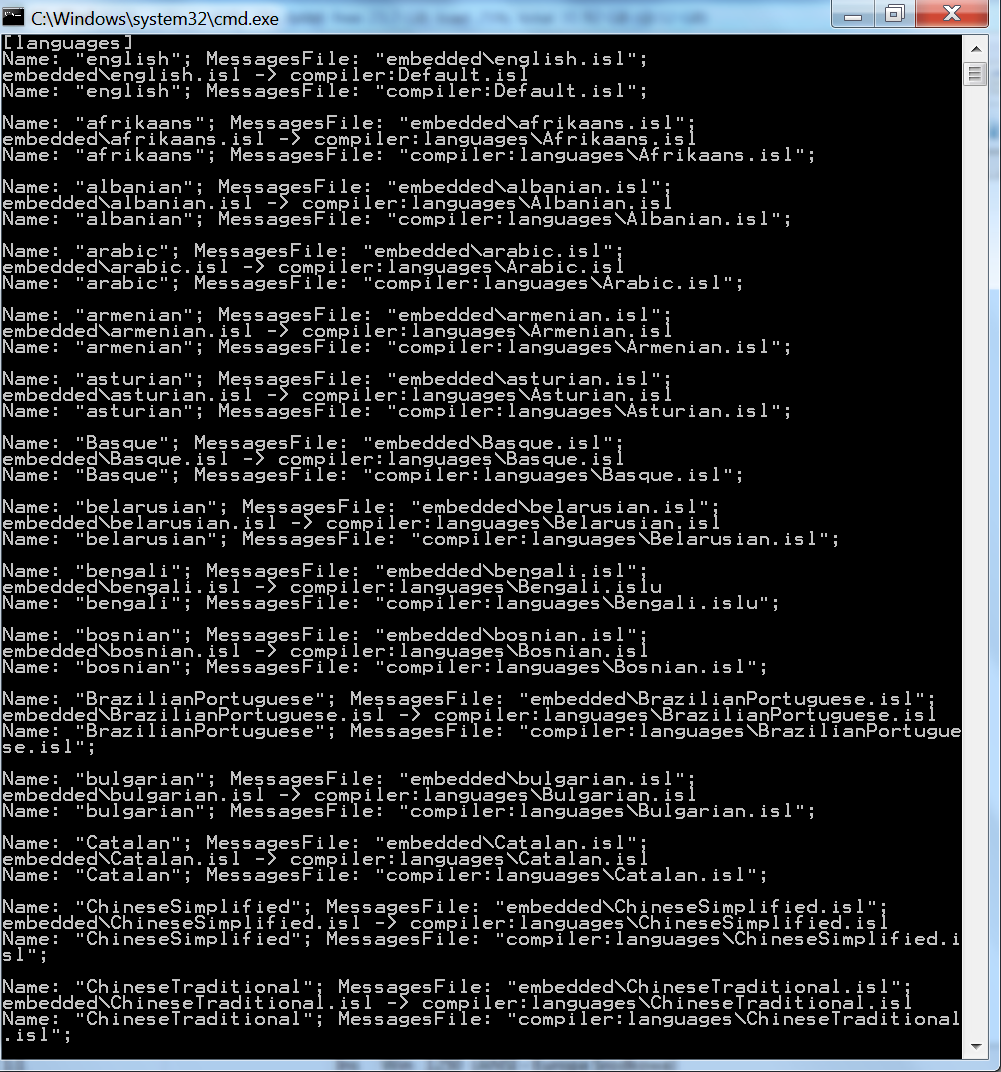 C:\Windows\system32\cmd.exe
[languages]
Name: "english"; MessagesFile: "embedded\english.isl";
embedded\english.isl -> compiler:Default.isl
Name: "english"; MessagesFile: "compiler:Default.isl";
Name: "afrikaans"; MessagesFile: "embedded\afrikaans.isl";
embedded\afrikaans.isl -> compiler:languages\Afrikaans.isl
Name: "afrikaans"; MessagesFile: "compiler:languages\Afrikaans.isl";
Name: "albanian"; MessagesFile: "embedded\albanian.isl";
embedded\albanian.isl -> compiler:languages\Albanian.isl
Name: "albanian"; MessagesFile: "compiler:languages\Albanian.isl";
Name: "arabic"; MessagesFile: "embedded\arabic.isl";
embedded\arabic.isl -> compiler:languages\Arabic.isl
Name: "arabic"; MessagesFile: "compiler:languages\Arabic.isl";
Name: "armenian"; MessagesFile: "embedded\armenian.isl";
embedded\armenian.isl -> compiler:languages\Armenian.isl
Name: "armenian"; MessagesFile: "compiler:languages\Armenian.isl";
Name: "asturian"; MessagesFile: "embedded\asturian.isl";
embedded\asturian.isl -> compiler:languages\Asturian.isl
Name: "asturian"; MessagesFile: "compiler:languages\Asturian.isl";
Name: "Basque"; MessagesFile: "embedded\Basque.isl";
embedded\Basque.isl -> compiler:languages\Basque.isl
Name: "Basque"; MessagesFile: "compiler:languages\Basque.isl";
Name: "belarusian"; MessagesFile: "embedded\belarusian.isl";
embedded\belarusian.isl -> compiler:languages\Belarusian.isl
Name: "belarusian"; MessagesFile: "compiler:languages\Belarusian.isl";
Name: "bengali"; MessagesFile: "embedded\bengali.isl";
embedded\bengali.isl -> compiler:languages\Bengali.islu
Name: "bengali"; MessagesFile: "compiler:languages\Bengali.islu";
Name: "bosnian"; MessagesFile: "embedded\bosnian.isl";
embedded\bosnian.isl -> compiler:languages\Bosnian.isl
Name: "bosnian"; MessagesFile: "compiler:languages\Bosnian.isl";
Name: "BrazilianPortuguese"; MessagesFile: "embedded\BrazilianPortuguese.isl";
embedded\BrazilianPortuguese.isl -> compiler:languages\BrazilianPortuguese.isl
Name: "BrazilianPortuguese"; MessagesFile: "compiler:languages\BrazilianPortugue
se.isl";
Name: "bulgarian"; MessagesFile: "embedded\bulgarian.isl";
embedded\bulgarian.isl -> compiler:languages\Bulgarian.isl
Name: "bulgarian"; MessagesFile: "compiler:languages\Bulgarian.isl";
Name: "Catalan"; MessagesFile: "embedded\Catalan.isl";
embedded\Catalan.isl -> compiler:languages\Catalan.isl
Name: "Catalan"; MessagesFile: "compiler:languages\Catalan.isl";
Name: "ChineseSimplified"; MessagesFile: "embedded\ChineseSimplified.isl";
embedded\ChineseSimplified.isl -> compiler:languages\ChineseSimplified.isl
Name: "ChineseSimplified"; MessagesFile: "compiler:languages\ChineseSimplified.i
sl";
Name: "ChineseTraditional"; MessagesFile: "embedded\ChineseTraditional.isl";
embedded\ChineseTraditional.isl -> compiler:languages\ChineseTraditional.isl
Name: "ChineseTraditional"; MessagesFile: "compiler:languages\ChineseTraditional
.isl";